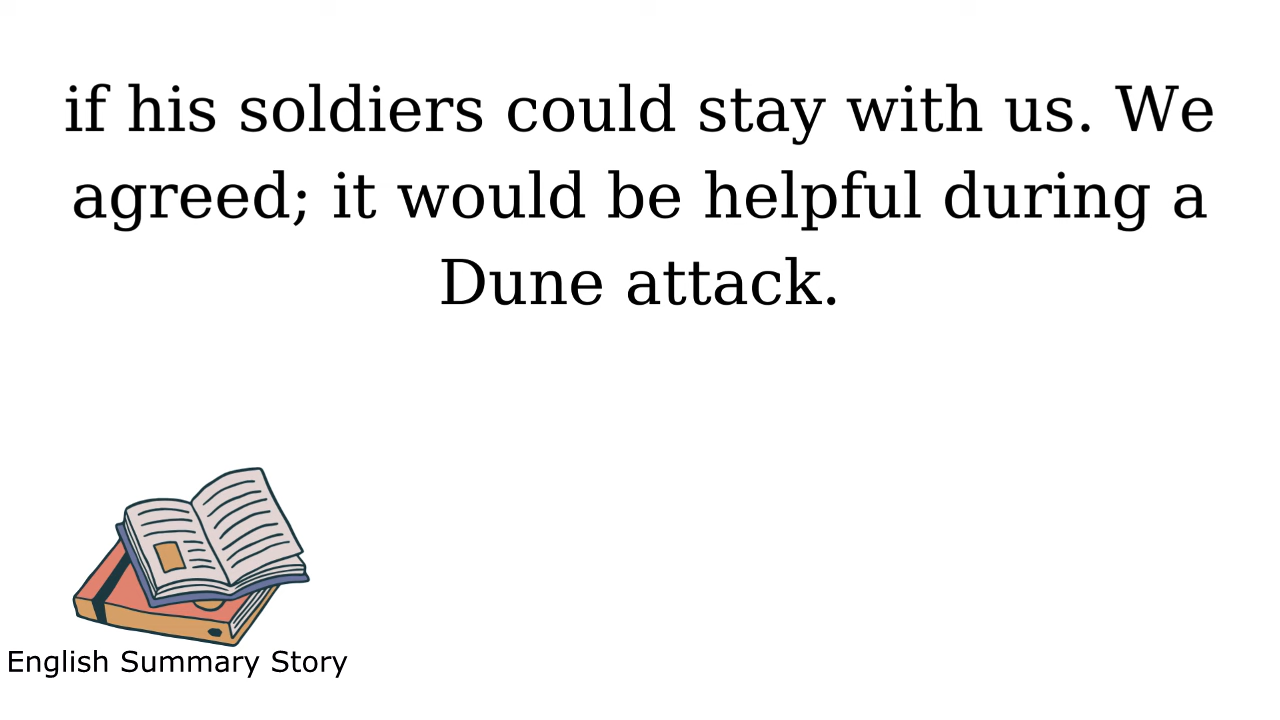 if his soldiers could stay with us. We
agreed; it would be helpful during a
Dune attack.
English Summary Story